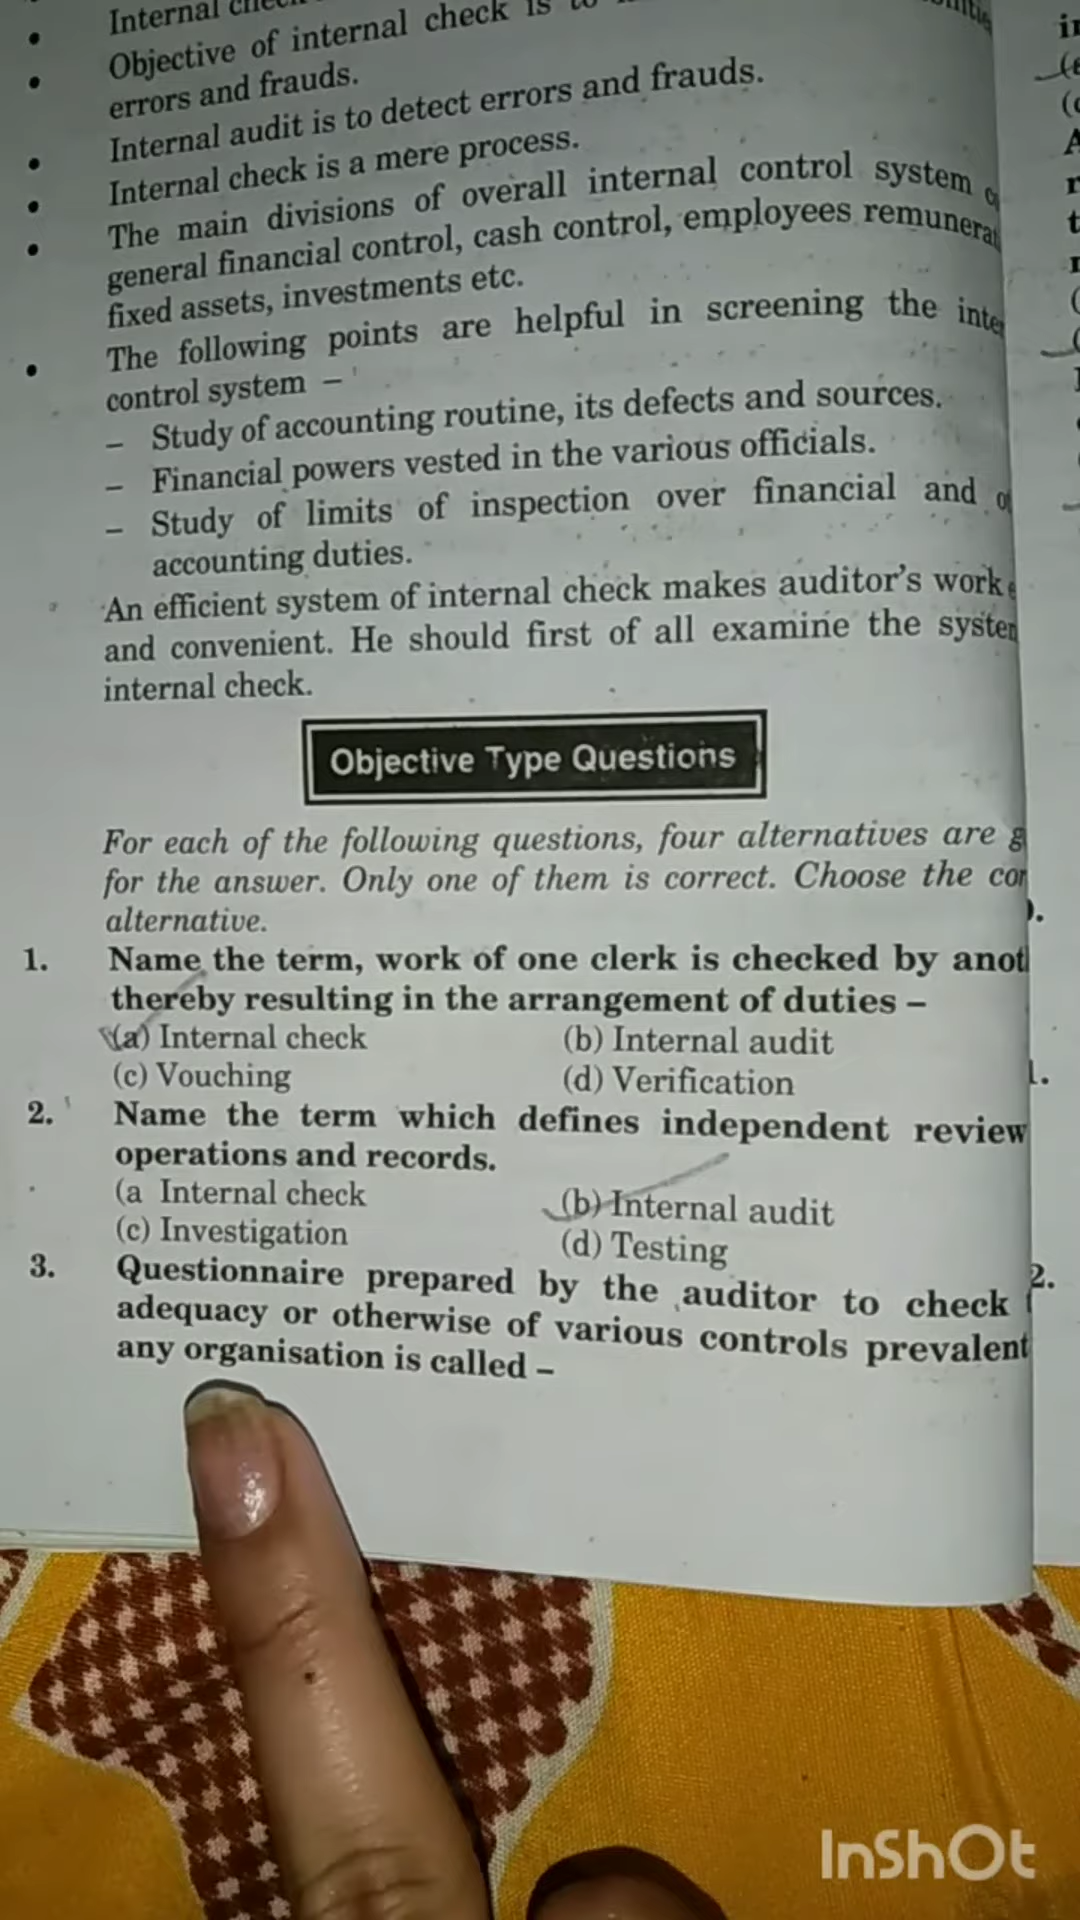 Internal
Objective of internal check is to
errors and frauds.
Internal audit is to detect errors and frauds.
Internal check is a mere process.
The main divisions of overall internal control system
general financial control, cash control, employees
fixed assets, investments etc.
The following points are helpful in screening the
control system –
– Study of accounting routine, its defects and sources.
– Financial powers vested in the various officials.
– Study of limits of inspection over financial and
accounting duties.
An efficient system of internal check makes auditor's work
and convenient. He should first of all examine the
internal check.
Objective Type Questions
For each of the following questions, four alternatives are
for the answer. Only one of them is correct. Choose the
alternative.
1. Name the term, work of one clerk is checked by
thereby resulting in the arrangement of duties –
(a) Internal check (b) Internal audit
(c) Vouching (d) Verification
2. Name the term which defines independent review
operations and records.
(a Internal check (b) Internal audit
(c) Investigation (d) Testing
3. Questionnaire prepared by the auditor to check
adequacy or otherwise of various controls prevalent
any organisation is called –
2.
InShOt